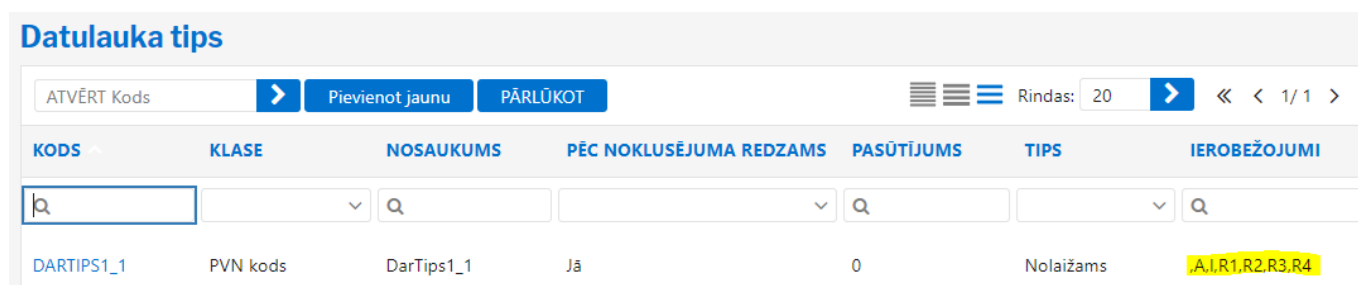 Datulauka tips
ATVĒRT Kods Pievienot jaunu PĀRLŪKOT Rindas: 20 1/ 1
KODS KLASE NOSAUKUMS PĒC NOKLUSĒJUMA REDZAMS PASŪTĪJUMS TIPS IEROBEŽOJUMI
DARTIPS1_1 PVN kods DarTips1_1 Jā 0 Nolaižams ,A,I,R1,R2,R3,R4